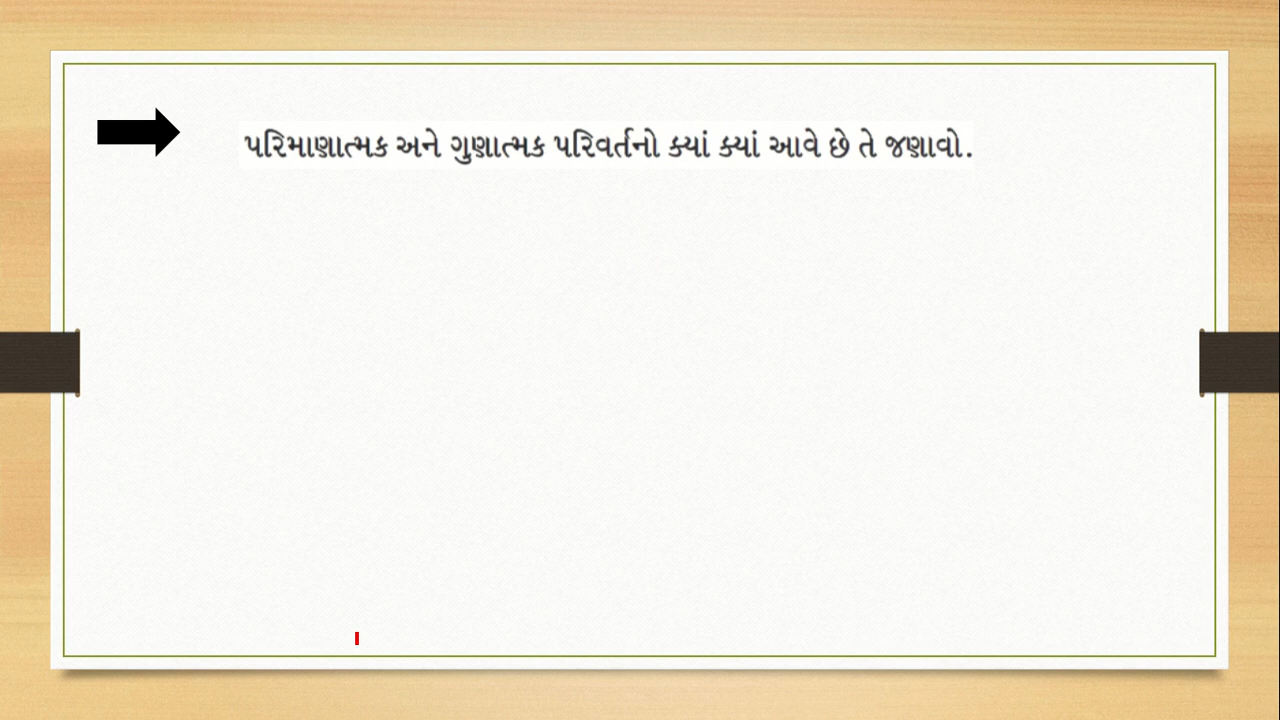 પરિમાણાત્મક અને ગુણાત્મક પરિવર્તનો ક્યાં ક્યાં આવે છે તે જણાવો.